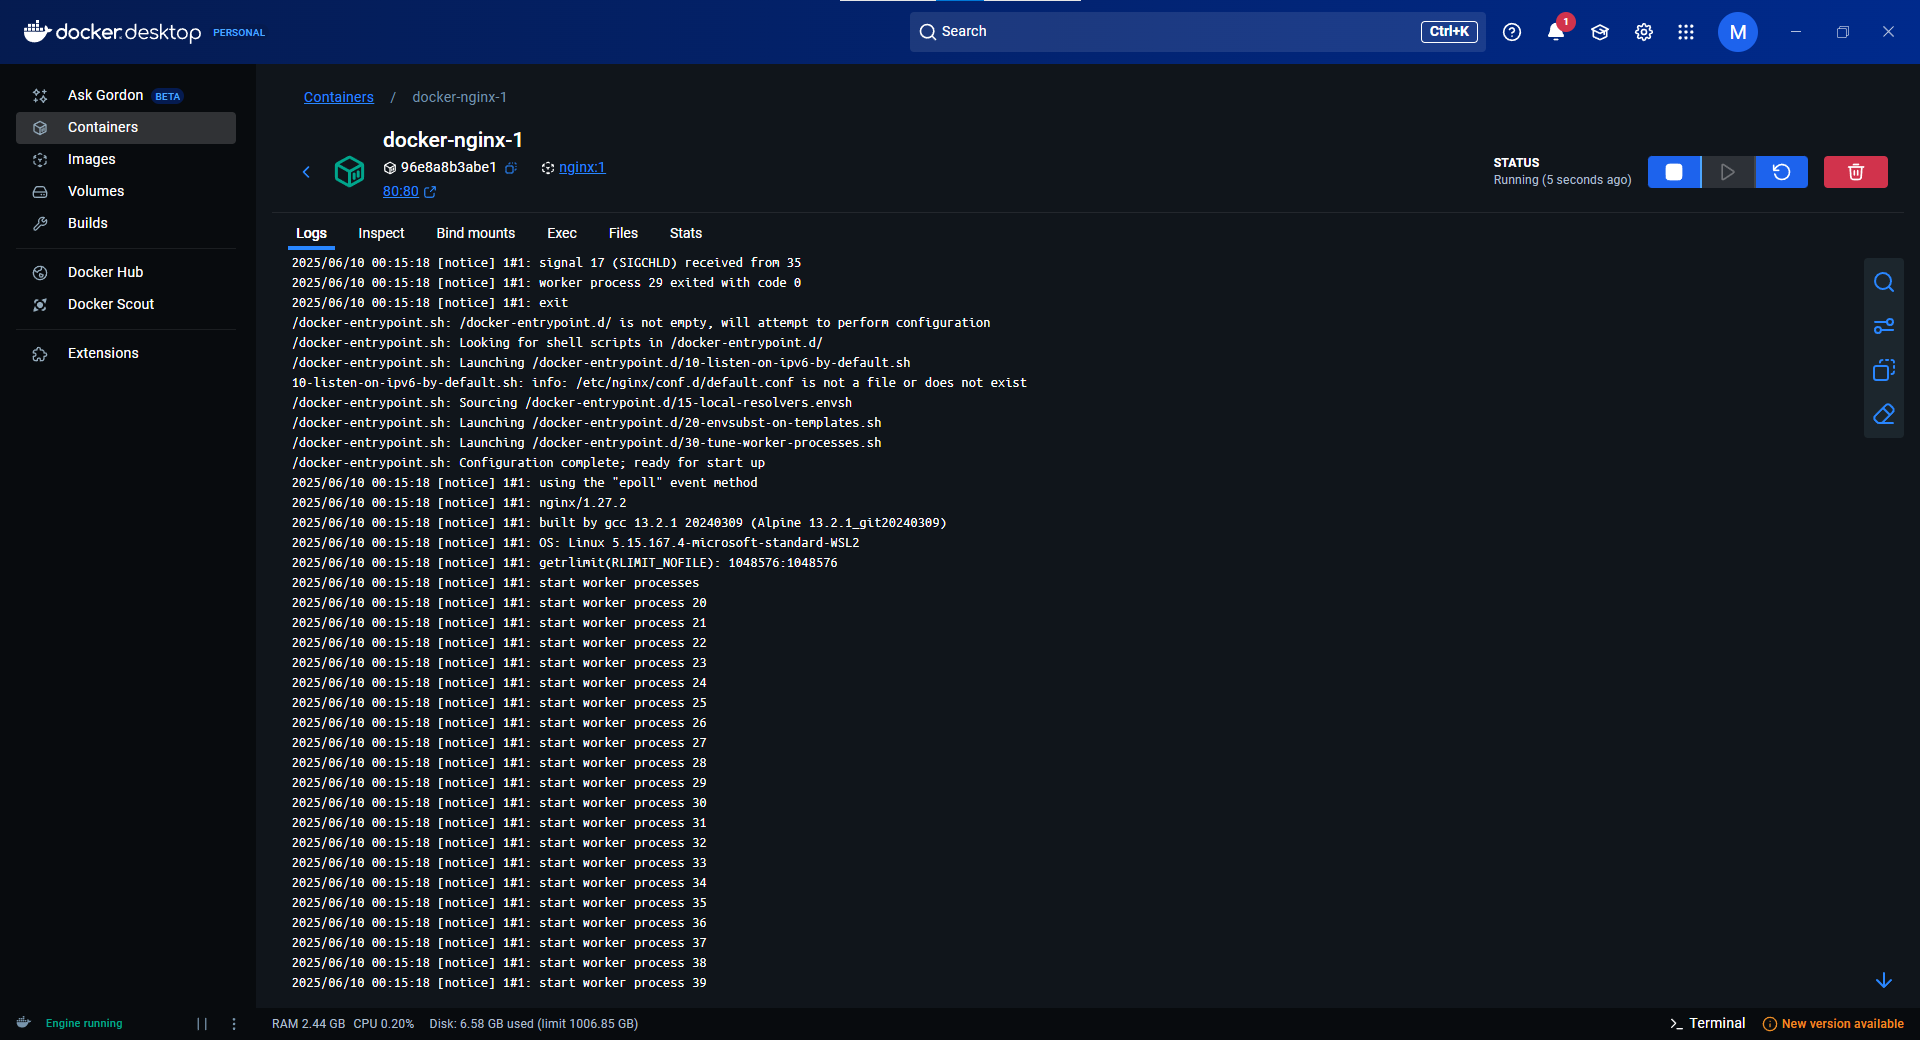 docker.desktop PERSONAL
Search Ctrl+K
1
M
Ask Gordon BETA
Containers
Images
Volumes
Builds
Docker Hub
Docker Scout
Extensions
Containers / docker-nginx-1
docker-nginx-1
96e8a8b3abe1 nginx:1
80:80
STATUS
Running (5 seconds ago)
Logs Inspect Bind mounts Exec Files Stats
2025/06/10 00:15:18 [notice] 1#1: signal 17 (SIGCHLD) received from 35
2025/06/10 00:15:18 [notice] 1#1: worker process 29 exited with code 0
2025/06/10 00:15:18 [notice] 1#1: exit
/docker-entrypoint.sh: /docker-entrypoint.d/ is not empty, will attempt to perform configuration
/docker-entrypoint.sh: Looking for shell scripts in /docker-entrypoint.d/
/docker-entrypoint.sh: Launching /docker-entrypoint.d/10-listen-on-ipv6-by-default.sh
10-listen-on-ipv6-by-default.sh: info: /etc/nginx/conf.d/default.conf is not a file or does not exist
/docker-entrypoint.sh: Sourcing /docker-entrypoint.d/15-local-resolvers.envsh
/docker-entrypoint.sh: Launching /docker-entrypoint.d/20-envsubst-on-templates.sh
/docker-entrypoint.sh: Launching /docker-entrypoint.d/30-tune-worker-processes.sh
/docker-entrypoint.sh: Configuration complete; ready for start up
2025/06/10 00:15:18 [notice] 1#1: using the "epoll" event method
2025/06/10 00:15:18 [notice] 1#1: nginx/1.27.2
2025/06/10 00:15:18 [notice] 1#1: built by gcc 13.2.1 20240309 (Alpine 13.2.1_git20240309)
2025/06/10 00:15:18 [notice] 1#1: OS: Linux 5.15.167.4-microsoft-standard-WSL2
2025/06/10 00:15:18 [notice] 1#1: getrlimit(RLIMIT_NOFILE): 1048576:1048576
2025/06/10 00:15:18 [notice] 1#1: start worker processes
2025/06/10 00:15:18 [notice] 1#1: start worker process 20
2025/06/10 00:15:18 [notice] 1#1: start worker process 21
2025/06/10 00:15:18 [notice] 1#1: start worker process 22
2025/06/10 00:15:18 [notice] 1#1: start worker process 23
2025/06/10 00:15:18 [notice] 1#1: start worker process 24
2025/06/10 00:15:18 [notice] 1#1: start worker process 25
2025/06/10 00:15:18 [notice] 1#1: start worker process 26
2025/06/10 00:15:18 [notice] 1#1: start worker process 27
2025/06/10 00:15:18 [notice] 1#1: start worker process 28
2025/06/10 00:15:18 [notice] 1#1: start worker process 29
2025/06/10 00:15:18 [notice] 1#1: start worker process 30
2025/06/10 00:15:18 [notice] 1#1: start worker process 31
2025/06/10 00:15:18 [notice] 1#1: start worker process 32
2025/06/10 00:15:18 [notice] 1#1: start worker process 33
2025/06/10 00:15:18 [notice] 1#1: start worker process 34
2025/06/10 00:15:18 [notice] 1#1: start worker process 35
2025/06/10 00:15:18 [notice] 1#1: start worker process 36
2025/06/10 00:15:18 [notice] 1#1: start worker process 37
2025/06/10 00:15:18 [notice] 1#1: start worker process 38
2025/06/10 00:15:18 [notice] 1#1: start worker process 39
Engine running RAM 2.44 GB CPU 0.20% Disk: 6.58 GB used (limit 1006.85 GB) Terminal New version available